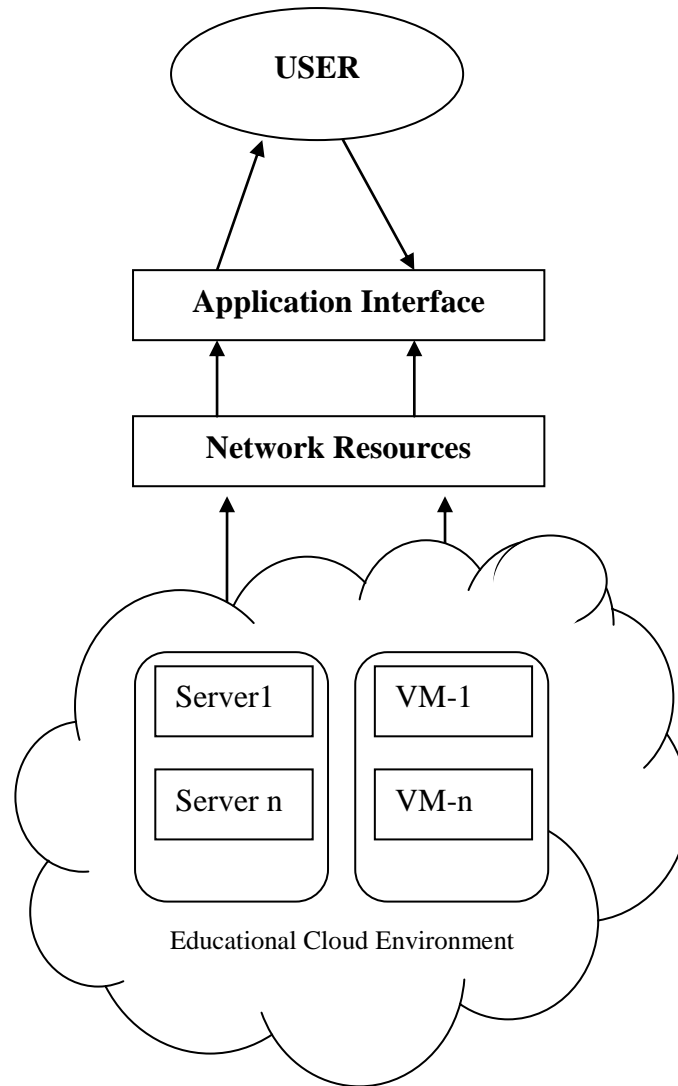 USER
Application Interface
Network Resources
Server1
VM-1
Server n
VM-n
Educational Cloud Environment